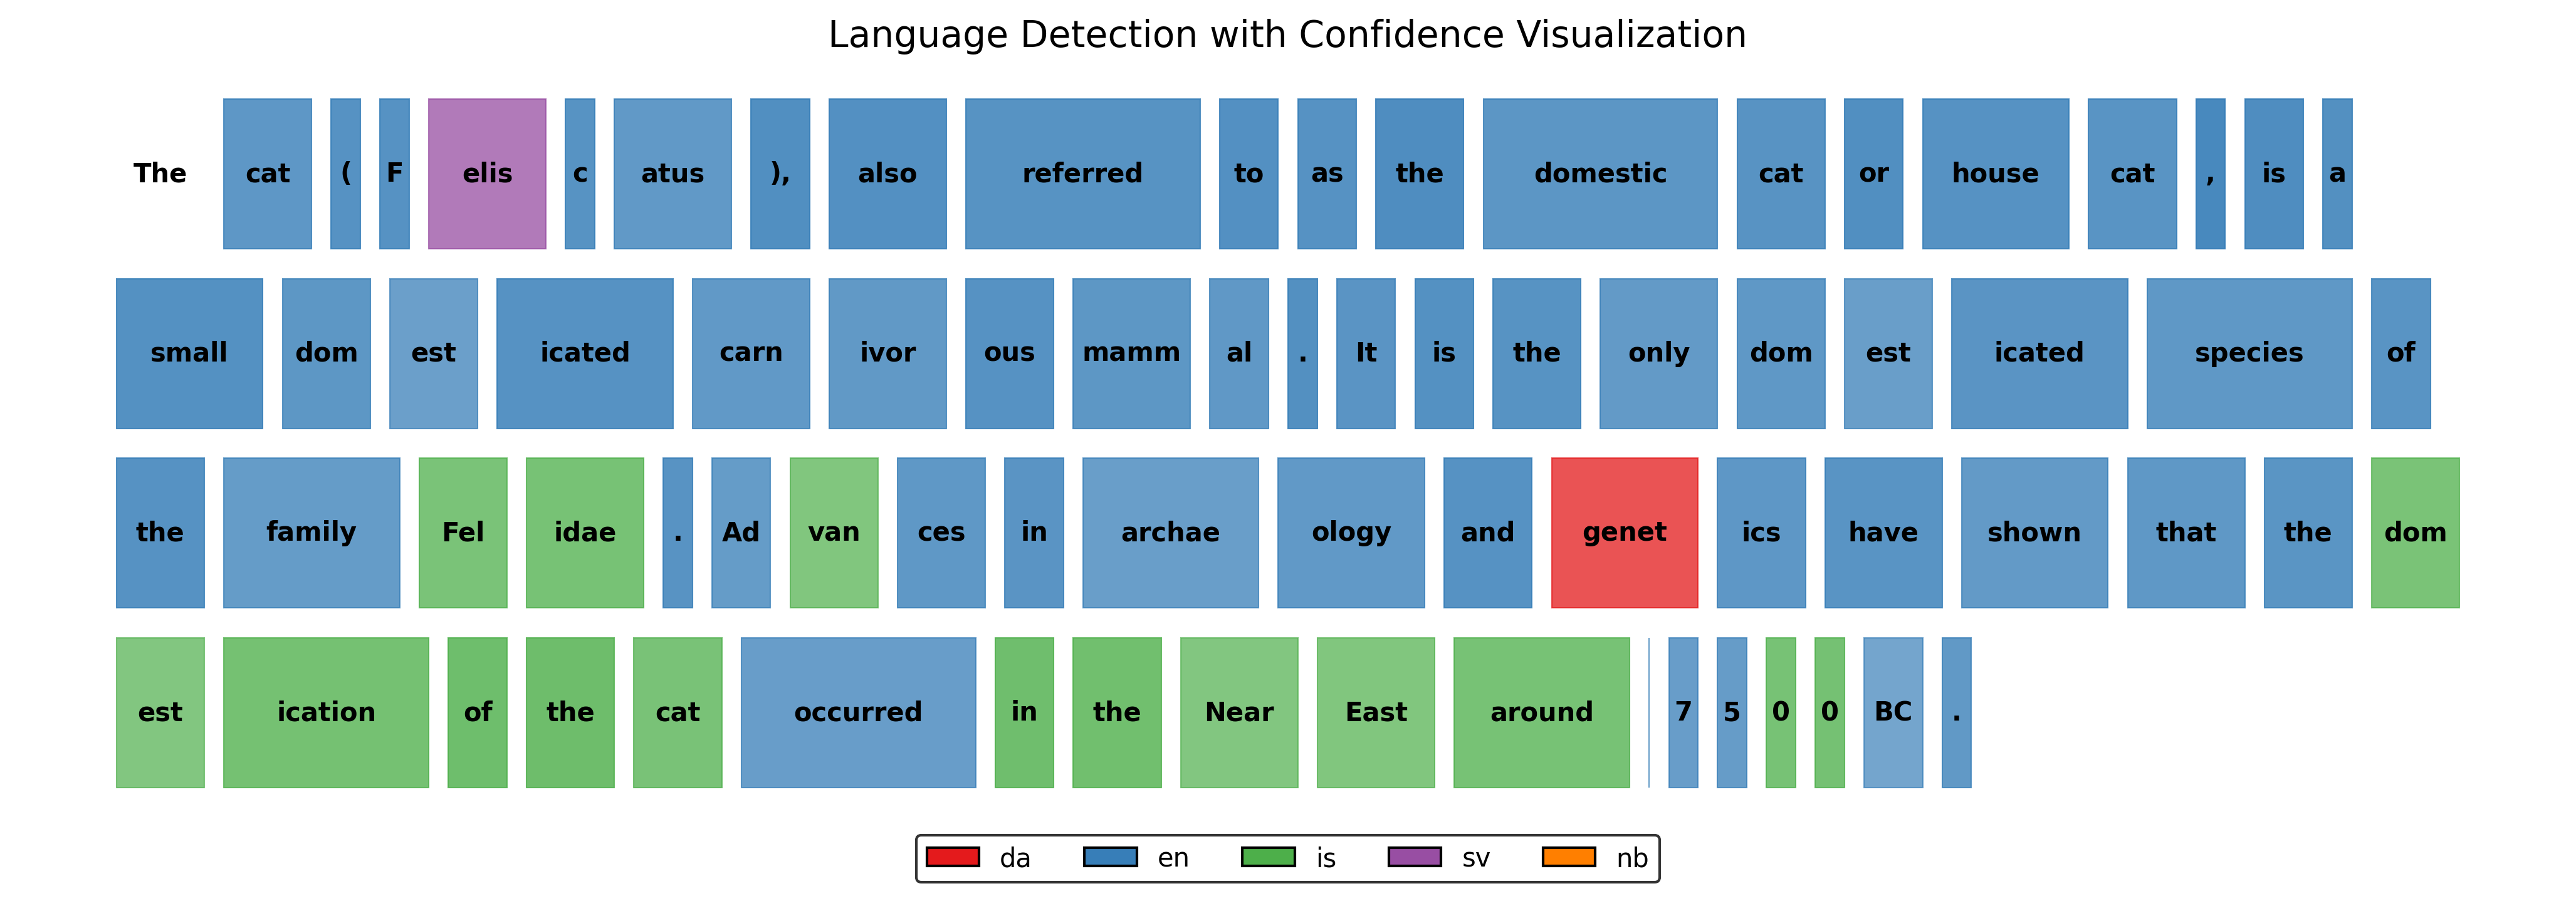 Language Detection with Confidence Visualization
The cat ( F elis c atus ), also referred to as the domestic cat or house cat , is a
small dom est icated carn ivor ous mamm al . It is the only dom est icated species of
the family Fel idae . Ad van ces in archae ology and genet ics have shown that the dom
est ication of the cat occurred in the Near East around 7 5 0 0 BC .
da en is sv nb